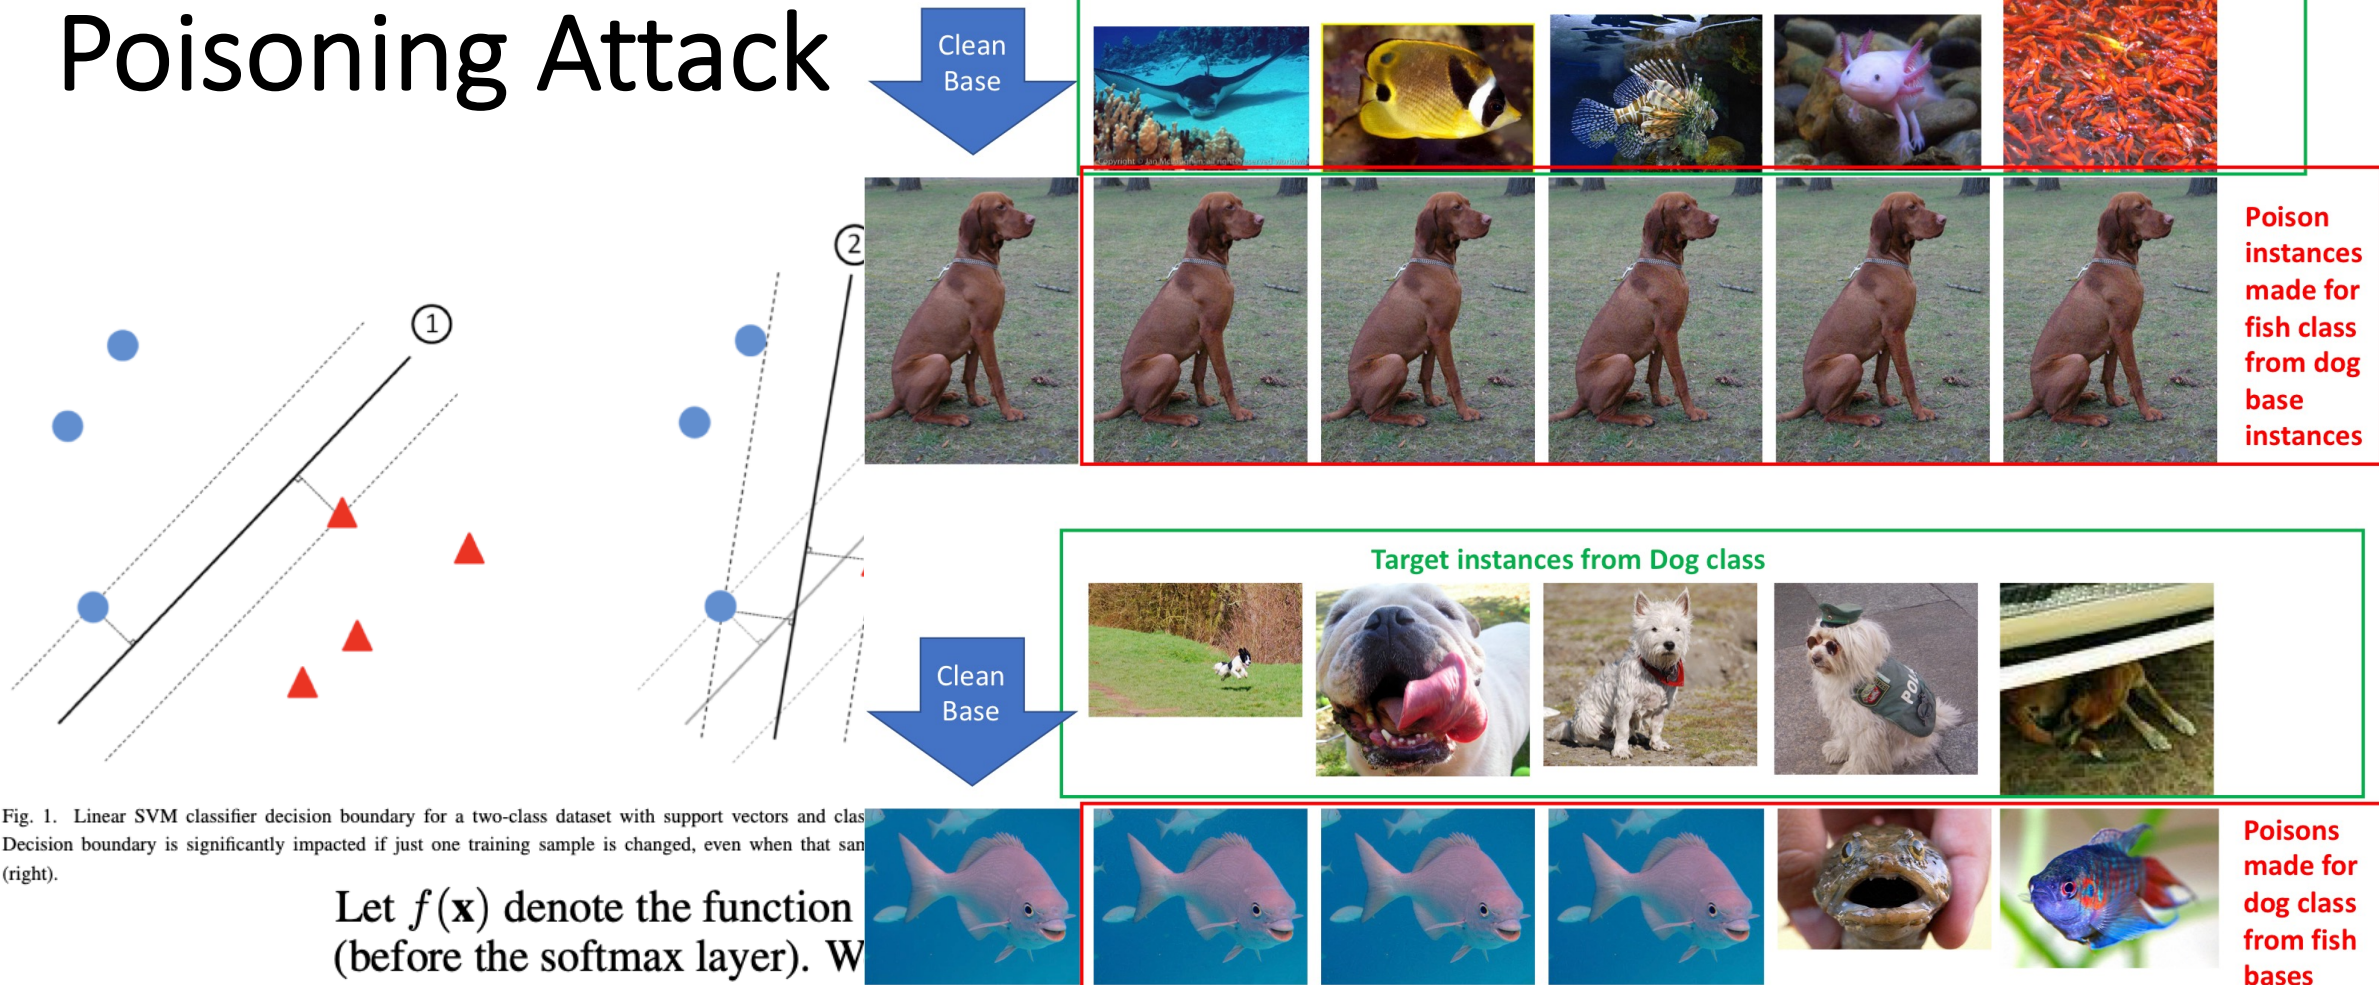 Poisoning Attack
Clean
Base
1
2
Poison
instances
made for
fish class
from dog
base
instances
Target instances from Dog class
Clean
Base
POL
Fig. 1. Linear SVM classifier decision boundary for a two-class dataset with support vectors and clas
Decision boundary is significantly impacted if just one training sample is changed, even when that sam
(right).
Let f(x) denote the function
(before the softmax layer). W
Poisons
made for
dog class
from fish
bases